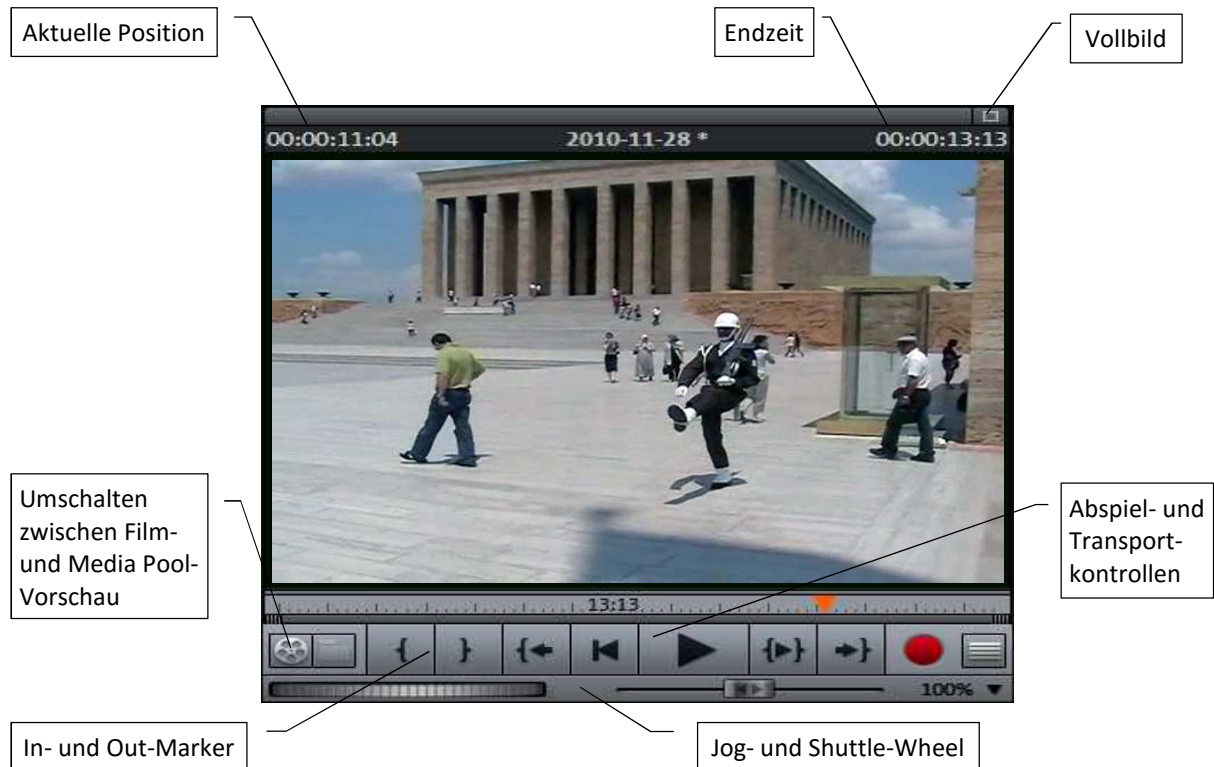 Aktuelle Position
Endzeit
Vollbild
00:00:11:04 2010-11-28 * 00:00:13:13
Umschalten
zwischen Film-
und Media Pool-
Vorschau
Abspiel- und
Transport-
kontrollen
13:13
100%
In- und Out-Marker
Jog- und Shuttle-Wheel